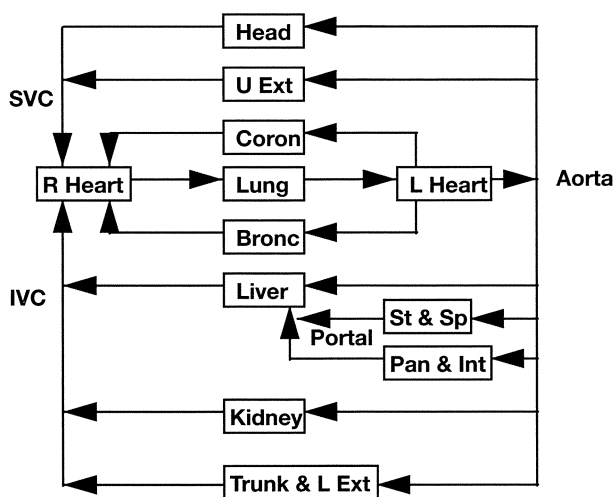 Head
U Ext
SVC
Coron
R Heart
Lung
L Heart
Aorta
Bronc
IVC
Liver
St & Sp
Portal
Pan & Int
Kidney
Trunk & L Ext